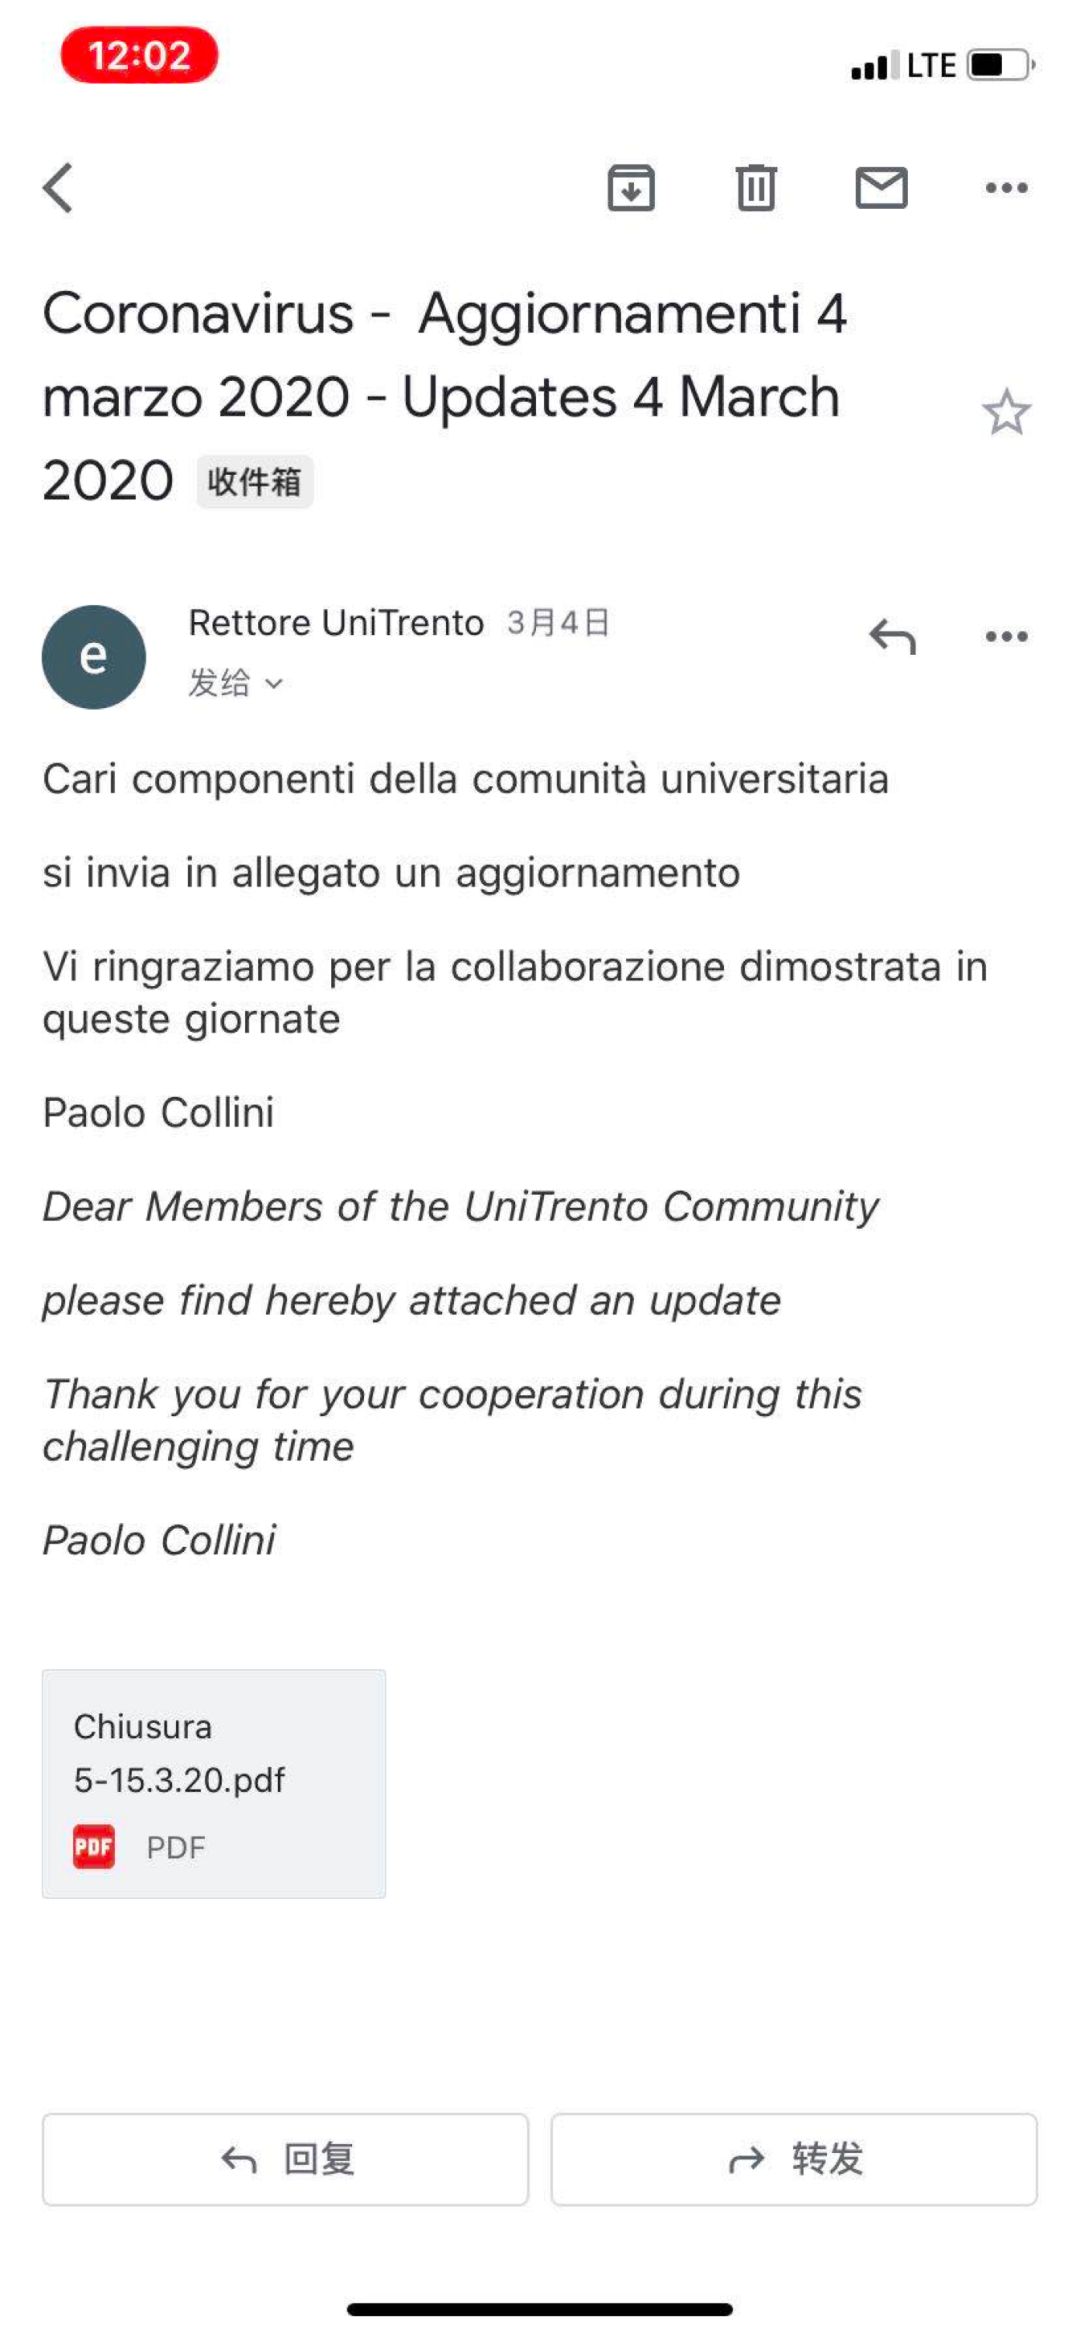 12:02
LTE
Coronavirus - Aggiornamenti 4
marzo 2020 - Updates 4 March
2020 收件箱
e
Rettore UniTrento 3月4日
发给
Cari componenti della comunità universitaria
si invia in allegato un aggiornamento
Vi ringraziamo per la collaborazione dimostrata in
queste giornate
Paolo Collini
Dear Members of the UniTrento Community
please find hereby attached an update
Thank you for your cooperation during this
challenging time
Paolo Collini
Chiusura
5-15.3.20.pdf
PDF PDF
回复
转发